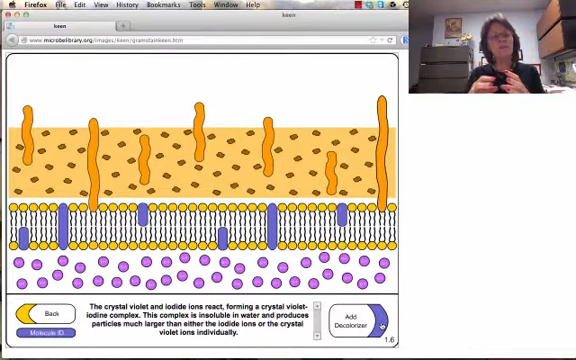 Firefox File Edit View History Bookmarks Tools Window Help
keen
keen
www.microbelibrary.org/images/keen/gramstainkeen.htm
The crystal violet and iodide ions react, forming a crystal violet-
iodine complex. This complex is insoluble in water and produces
particles much larger than either the iodide ions or the crystal
violet ions individually.
Back
Molecule ID.
Add
Decolorizer
1.6